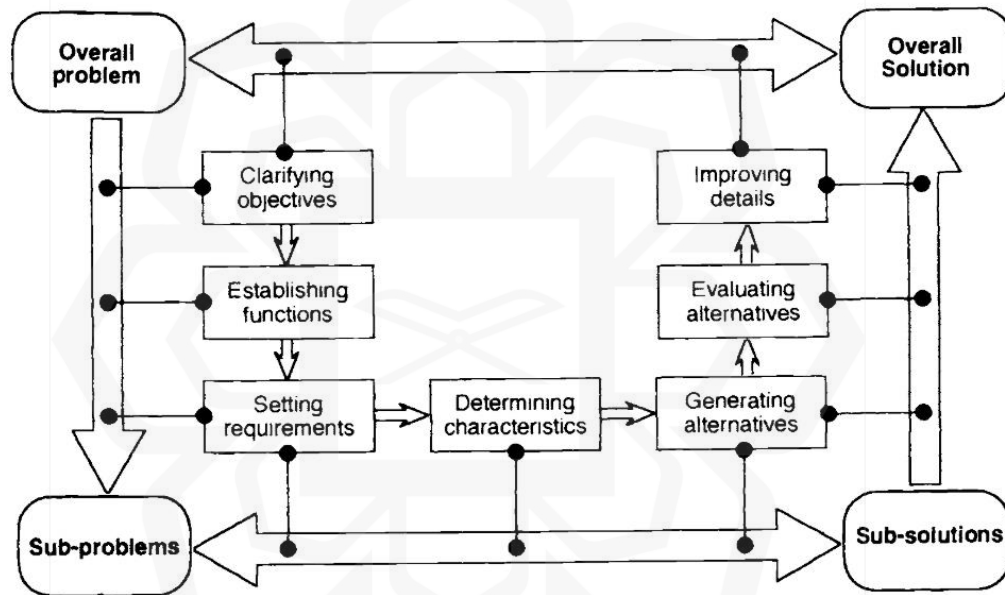 Overall
problem
Overall
Solution
Clarifying
objectives
Improving
details
Establishing
functions
Evaluating
alternatives
Setting
requirements
Determining
characteristics
Generating
alternatives
Sub-problems
Sub-solutions